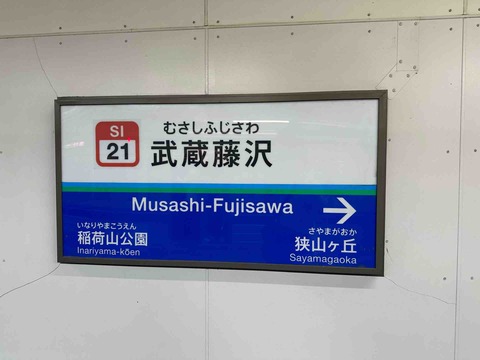 SI
21
むさしふじさわ
武蔵藤沢
Musashi-Fujisawa
いなりやまこうえん
稲荷山公園
Inariyama-kōen
さやまがおか
狭山ヶ丘
Sayamagaoka